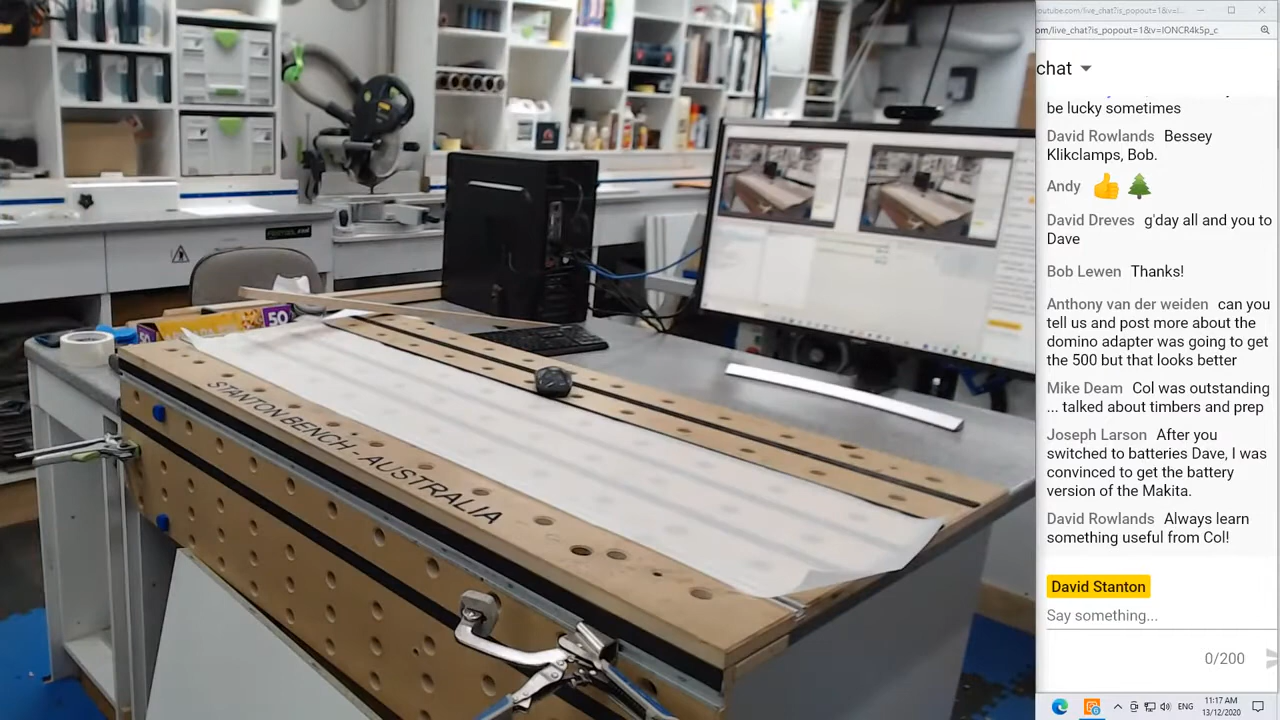 youtube.com/live_chat?is_popout=1&v=l...
om/live_chat?is_popout=1&v=IONCR4k5p_c
chat
be lucky sometimes
David Rowlands Bessey
Klikclamps, Bob.
Andy 👍🌲
David Dreves g'day all and you to
Dave
Bob Lewen Thanks!
Anthony van der weiden can you
tell us and post more about the
domino adapter was going to get
the 500 but that looks better
Mike Deam Col was outstanding
... talked about timbers and prep
Joseph Larson After you
switched to batteries Dave, I was
convinced to get the battery
version of the Makita.
David Rowlands Always learn
something useful from Col!
David Stanton
Say something...
0/200
ENG
11:17 AM
13/12/2020
50
STANTON BENCH - AUSTRALIA